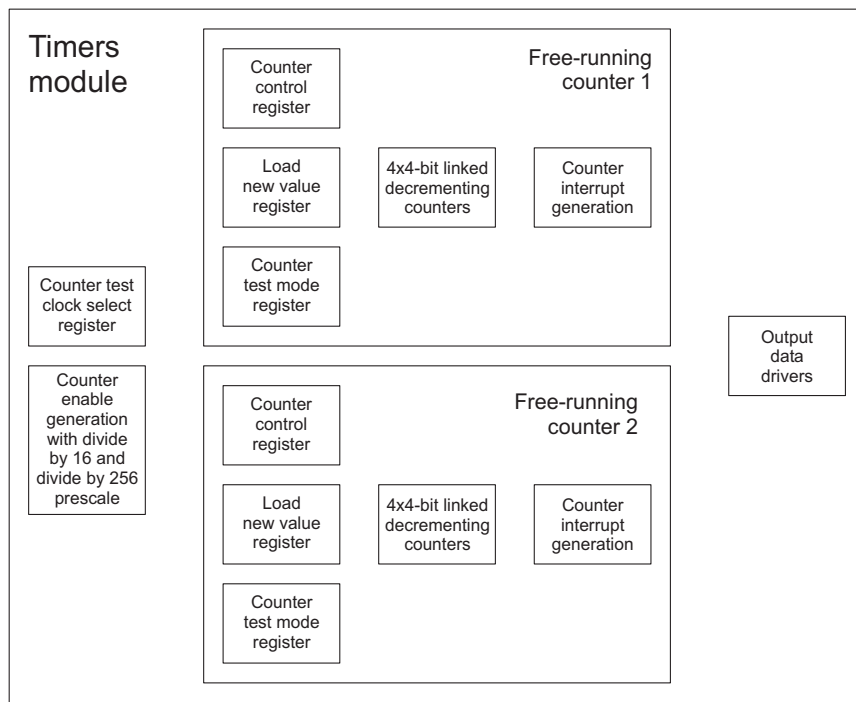 Timers
module
Free-running
counter 1
Counter
control
register
Load
new value
register
4x4-bit linked
decrementing
counters
Counter
interrupt
generation
Counter
test mode
register
Counter test
clock select
register
Counter
enable
generation
with divide
by 16 and
divide by 256
prescale
Free-running
counter 2
Counter
control
register
Load
new value
register
4x4-bit linked
decrementing
counters
Counter
interrupt
generation
Counter
test mode
register
Output
data
drivers